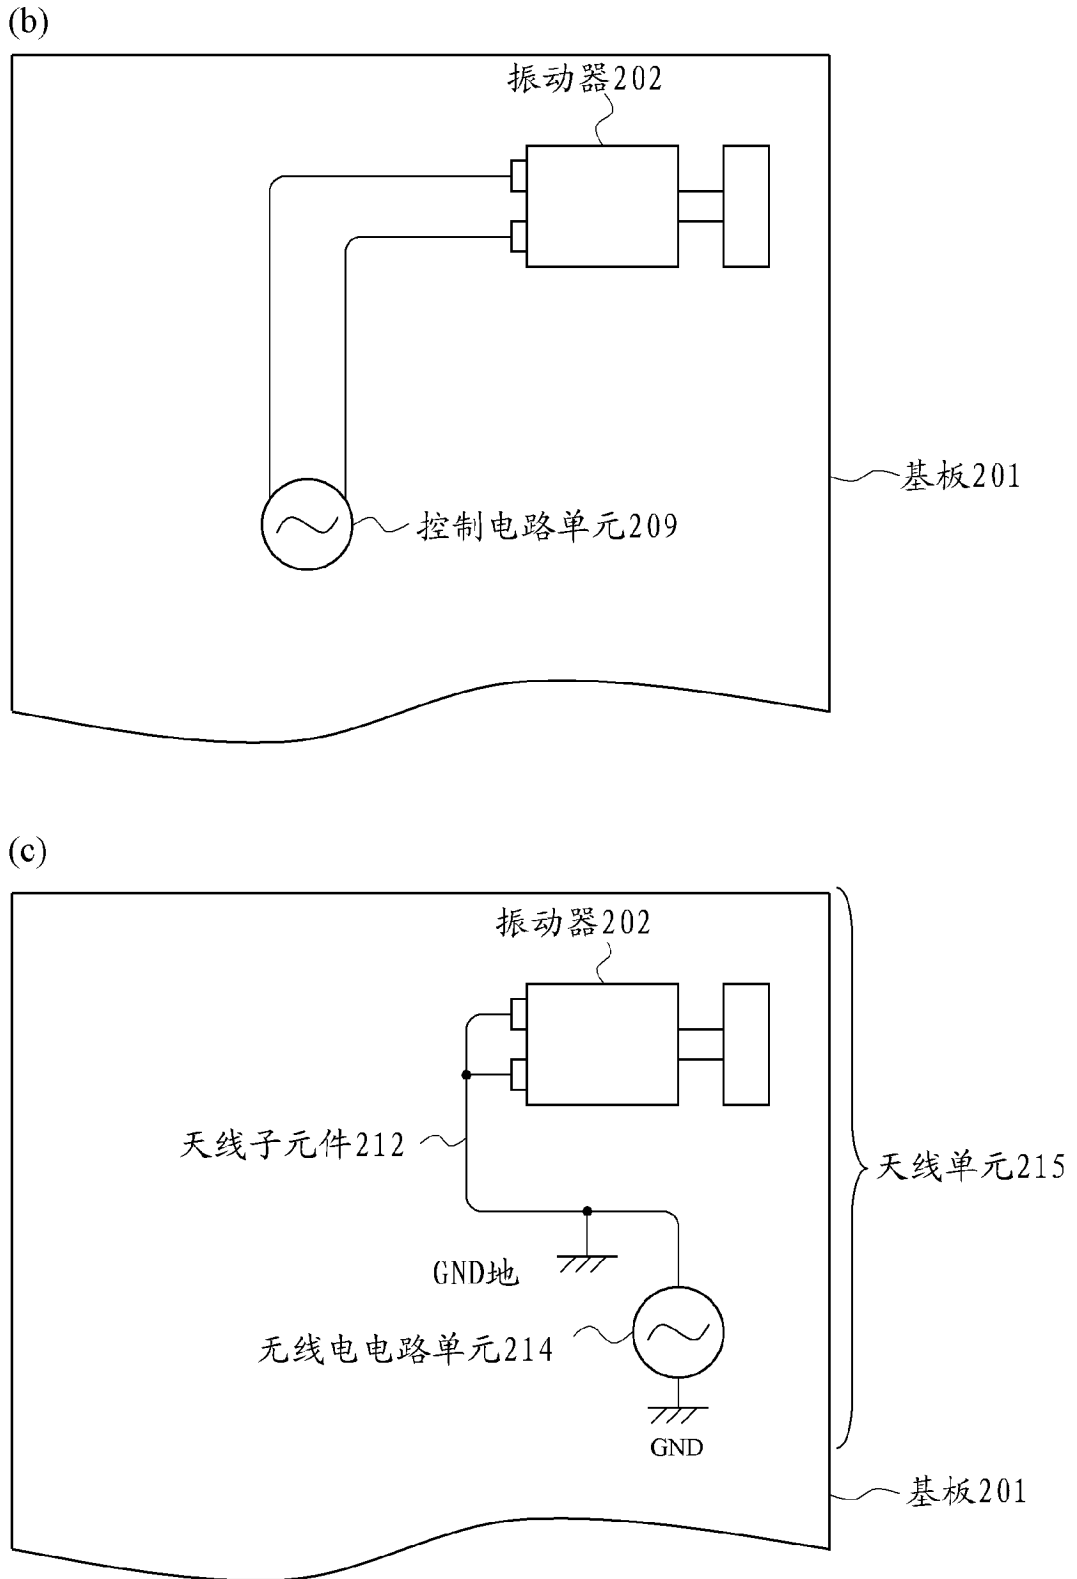 (b)
振动器202
基板201
控制电路单元209
(c)
振动器202
天线子元件212
天线单元215
GND地
无线电电路单元214
GND
基板201